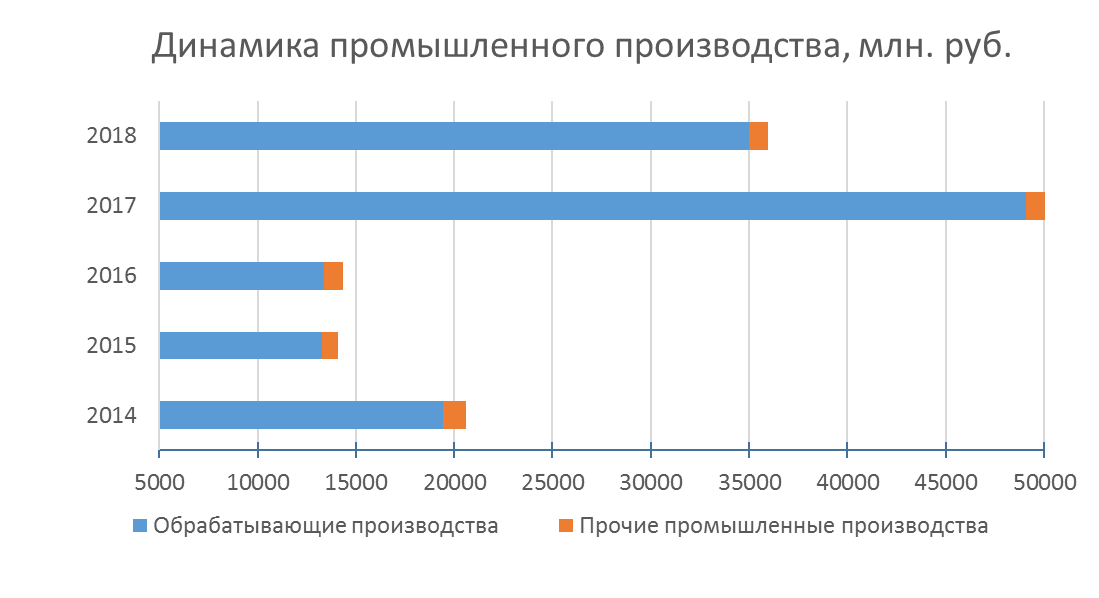 Динамика промышленного производства, млн. руб.
2018
2017
2016
2015
2014
5000 10000 15000 20000 25000 30000 35000 40000 45000 50000
Обрабатывающие производства Прочие промышленные производства